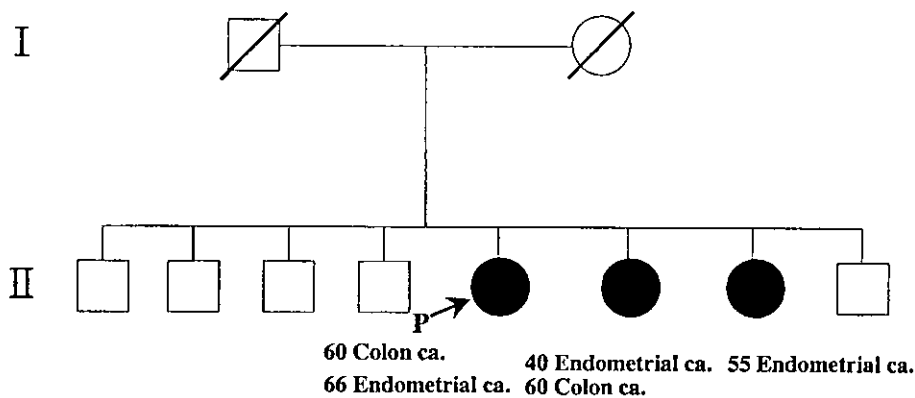 I
II
P
60 Colon ca.
66 Endometrial ca.
40 Endometrial ca.
60 Colon ca.
55 Endometrial ca.